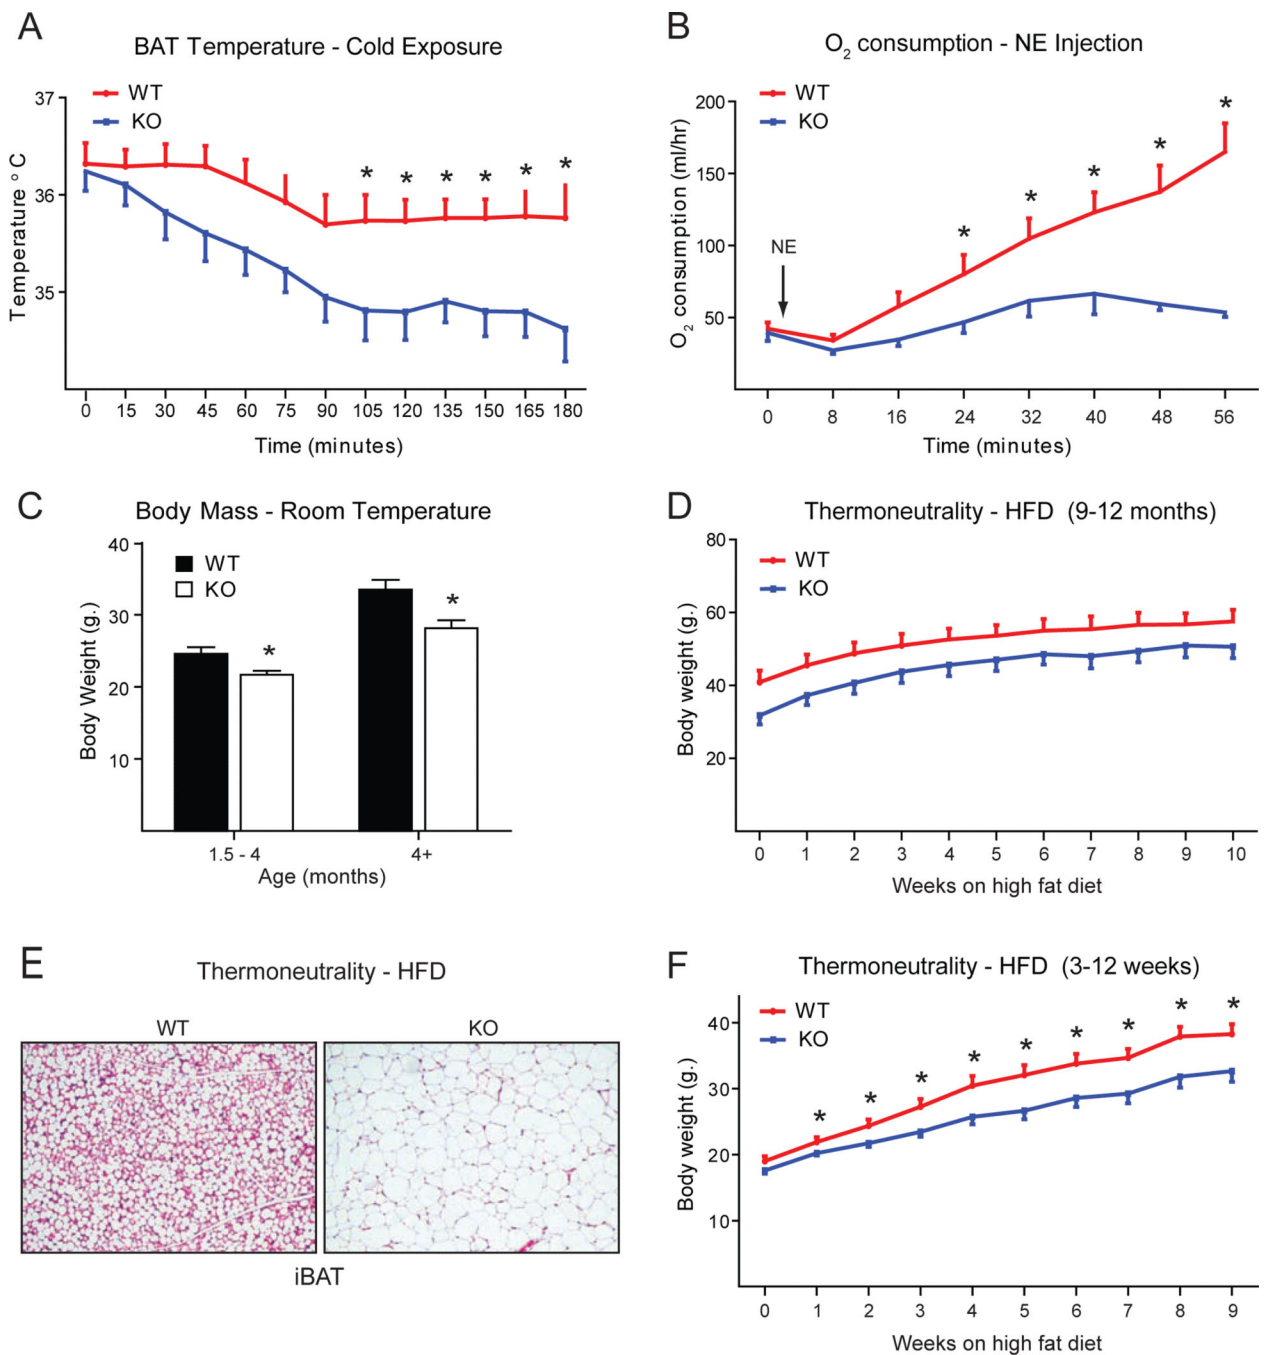 A
BAT Temperature - Cold Exposure
WT
KO
37
36
35
Temperature ° C
0 15 30 45 60 75 90 105 120 135 150 165 180
* * * * * *
Time (minutes)
B
O₂ consumption - NE Injection
WT
KO
200
150
100
50
O₂ consumption (ml/hr)
NE
* * * * *
0 8 16 24 32 40 48 56
Time (minutes)
C
Body Mass - Room Temperature
WT
KO
40
30
20
10
Body Weight (g.)
* *
1.5 - 4 4+
Age (months)
D
Thermoneutrality - HFD (9-12 months)
WT
KO
80
60
40
20
Body weight (g.)
0 1 2 3 4 5 6 7 8 9 10
Weeks on high fat diet
E
Thermoneutrality - HFD
WT KO
iBAT
F
Thermoneutrality - HFD (3-12 weeks)
WT
KO
40
30
20
10
Body weight (g.)
* * * * * * * * *
0 1 2 3 4 5 6 7 8 9
Weeks on high fat diet